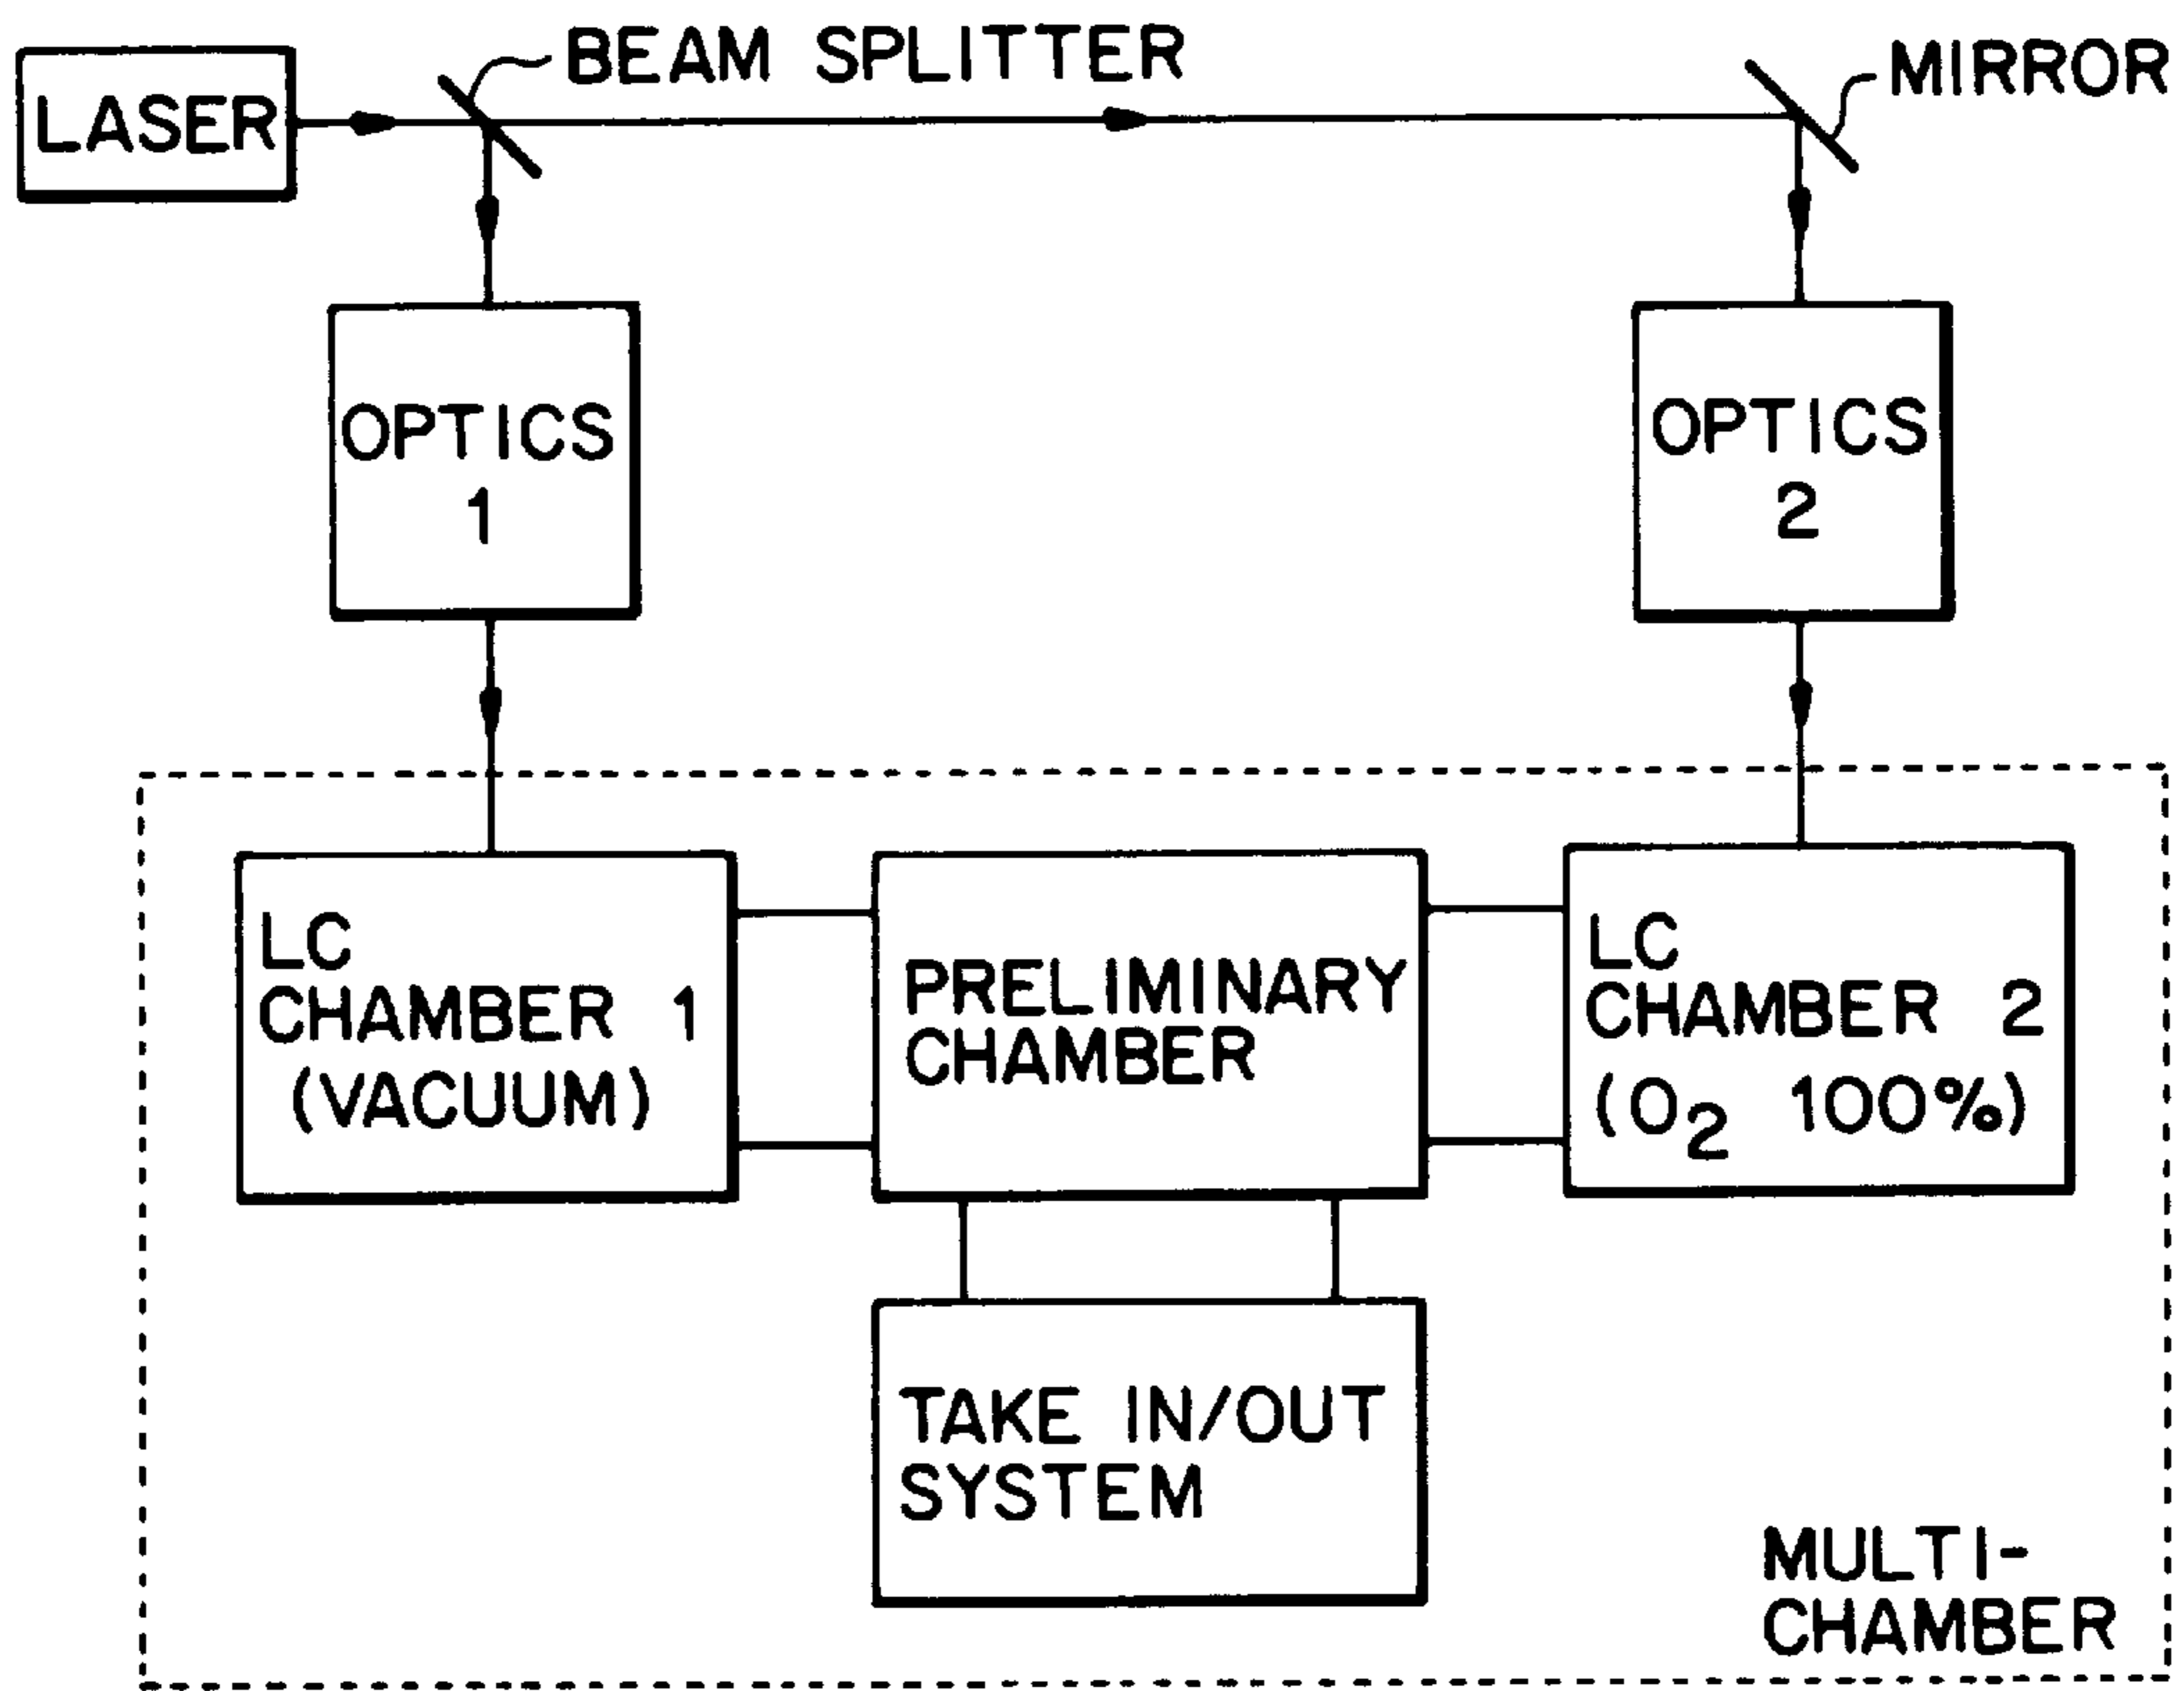 LASER
BEAM SPLITTER
MIRROR
OPTICS
1
OPTICS
2
LC
CHAMBER 1
(VACUUM)
PRELIMINARY
CHAMBER
LC
CHAMBER 2
(O2 100%)
TAKE IN/OUT
SYSTEM
MULTI-
CHAMBER